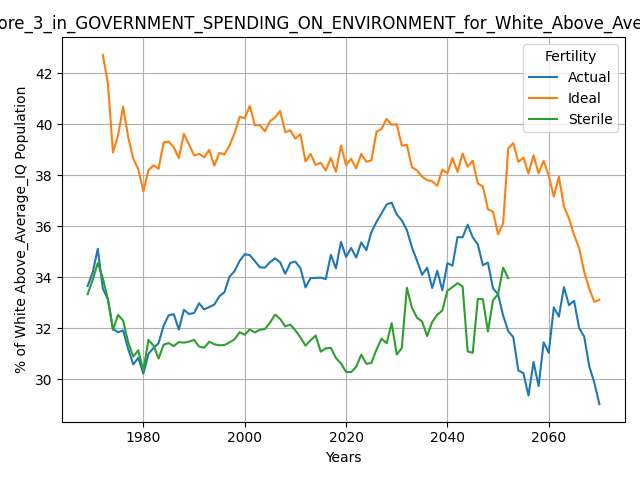 ore_3_in_GOVERNMENT_SPENDING_ON_ENVIRONMENT_for_White_Above_Ave
Fertility
Actual
Ideal
Sterile
% of White Above_Average_IQ Population
42
40
38
36
34
32
30
1980
2000
2020
2040
2060
Years